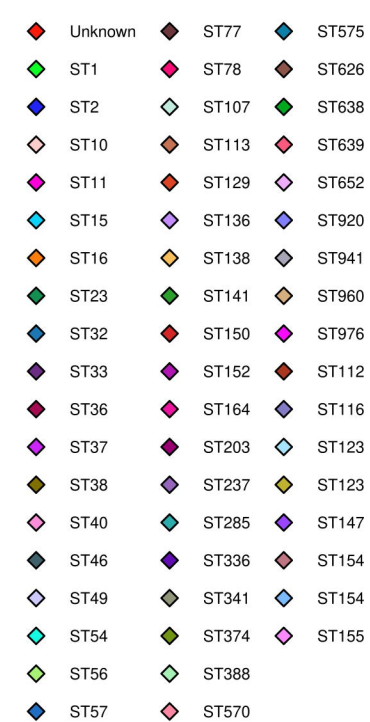 Unknown ST77 ST575
ST1 ST78 ST626
ST2 ST107 ST638
ST10 ST113 ST639
ST11 ST129 ST652
ST15 ST136 ST920
ST16 ST138 ST941
ST23 ST141 ST960
ST32 ST150 ST976
ST33 ST152 ST112
ST36 ST164 ST116
ST37 ST203 ST123
ST38 ST237 ST123
ST40 ST285 ST147
ST46 ST336 ST154
ST49 ST341 ST154
ST54 ST374 ST155
ST56 ST388
ST57 ST570